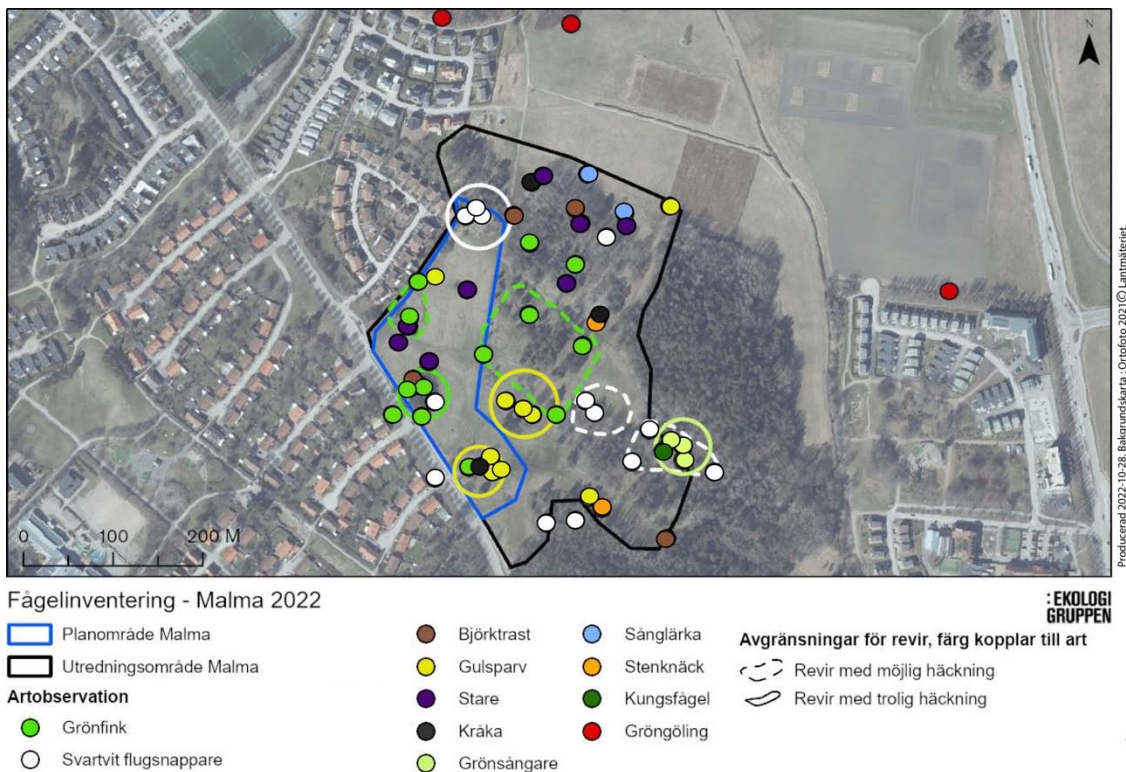 N
0 100 200 M
Producerad 2022-10-28. Bakgrundskarta : Ortofoto 2021© Lantmäteriet.
Fågelinventering - Malma 2022
:EKOLOGI
GRUPPEN
Planområde Malma
Utredningsområde Malma
Artobservation
Grönfink
Svartvit flugsnappare
Björktrast
Gulsparv
Stare
Kråka
Grönsångare
Sånglärka
Stenknäck
Kungsfågel
Gröngöling
Avgränsningar för revir, färg kopplar till art
Revir med möjlig häckning
Revir med trolig häckning